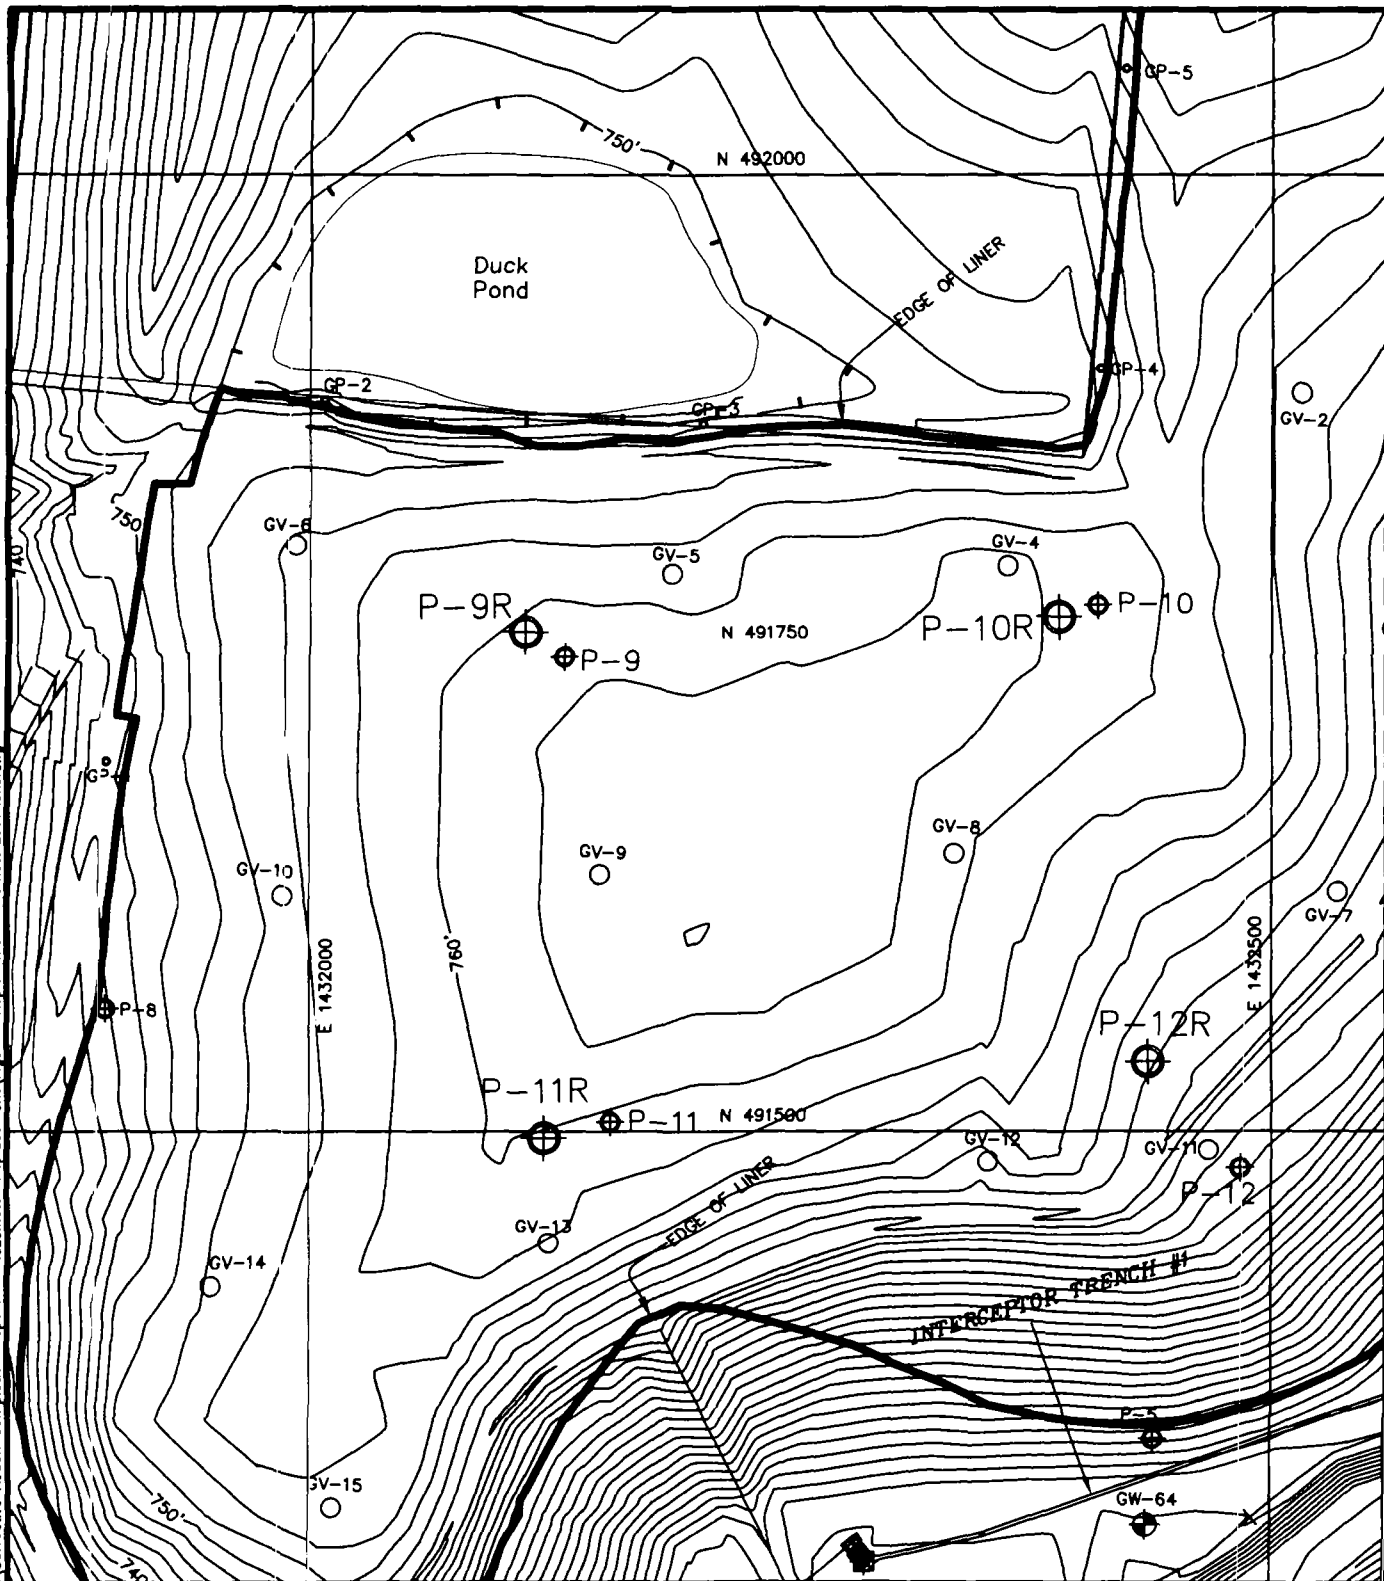 GP-5
750'
N 492000
Duck
Pond
EDGE OF LINER
GP-4
GP-2
GP-3
GV-2
750'
GV-6
740'
GV-5
GV-4
P-9R
P-10
N 491750
P-10R
P-9
GV-8
GV-9
GV-10
GV-7
760'
E 1432000
E 1432500
P-8
P-12R
P-11R
P-11
N 491500
GV-12
GV-11
P-12
EDGE OF LINER
GV-13
GV-14
INTERCEPTOR TRENCH #1
P-5
GV-15
GW-64
750'
740'